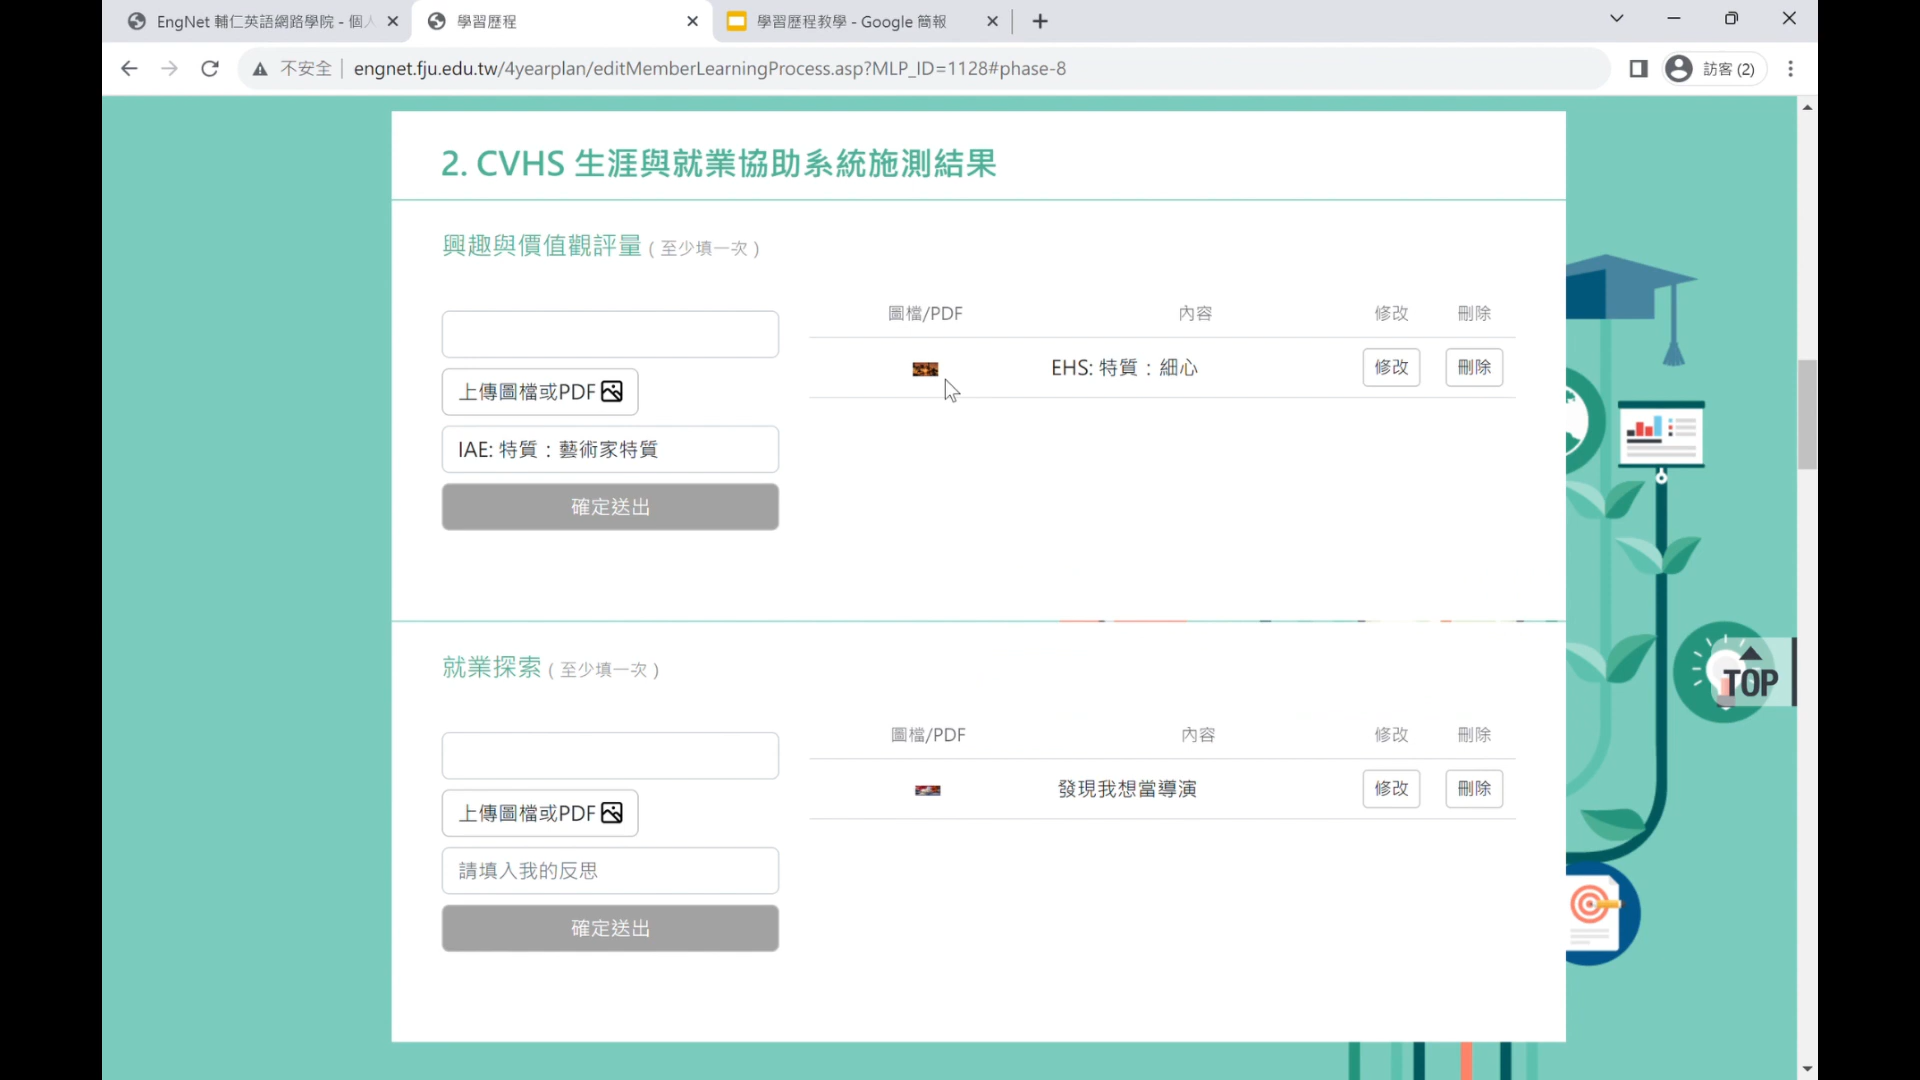 EngNet 輔仁英語網路學院 - 個人
學習歷程
學習歷程教學 - Google 簡報
不安全
engnet.fju.edu.tw/4yearplan/editMemberLearningProcess.asp?MLP_ID=1128#phase-8
訪客 (2)
2. CVHS 生涯與就業協助系統施測結果
興趣與價值觀評量 ( 至少填一次 )
圖檔/PDF 內容 修改 刪除
EHS: 特質：細心 修改 刪除
上傳圖檔或PDF
IAE: 特質：藝術家特質
確定送出
就業探索 ( 至少填一次 )
圖檔/PDF 內容 修改 刪除
發現我想當導演 修改 刪除
上傳圖檔或PDF
請填入我的反思
確定送出
TOP